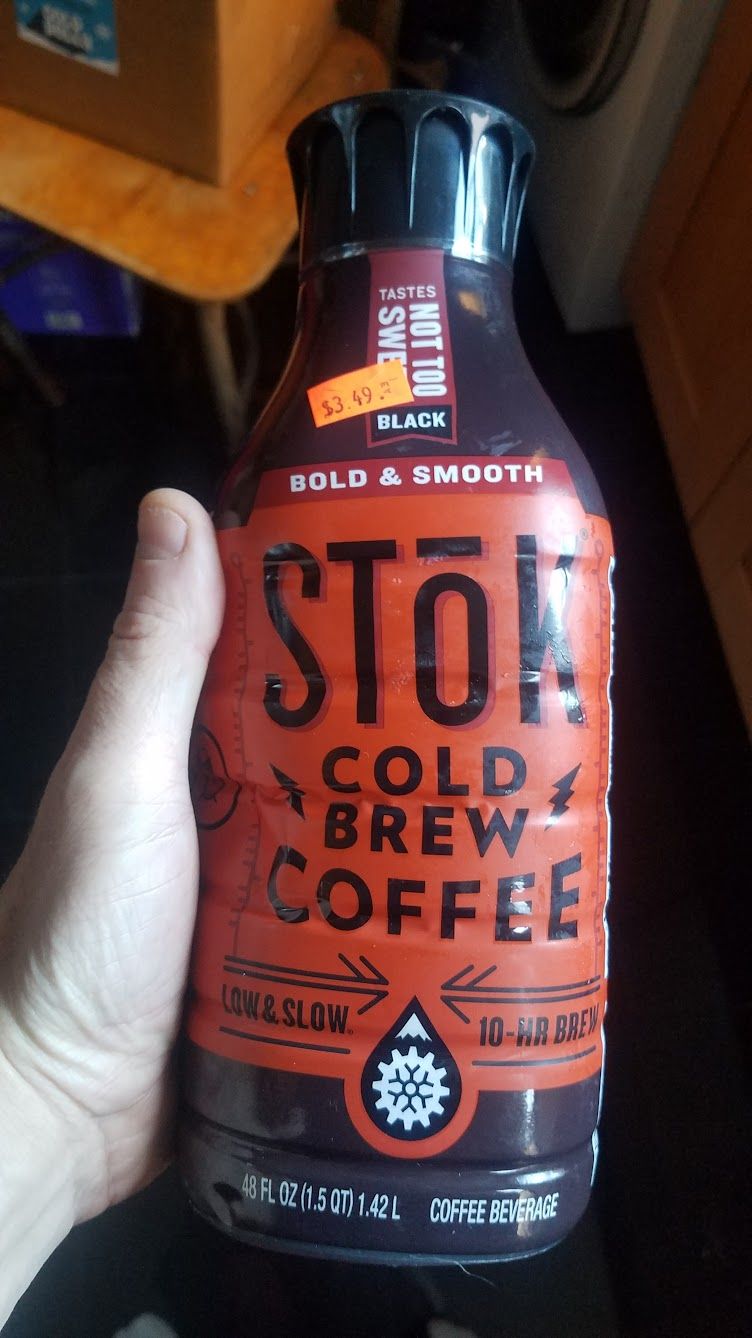 TASTES
NOT TOO
SWE
$3.49
BLACK
BOLD & SMOOTH
STōK
COLD
BREW
COFFEE
LOW & SLOW
10-HR BREW
48 FL OZ (1.5 QT) 1.42 L COFFEE BEVERAGE